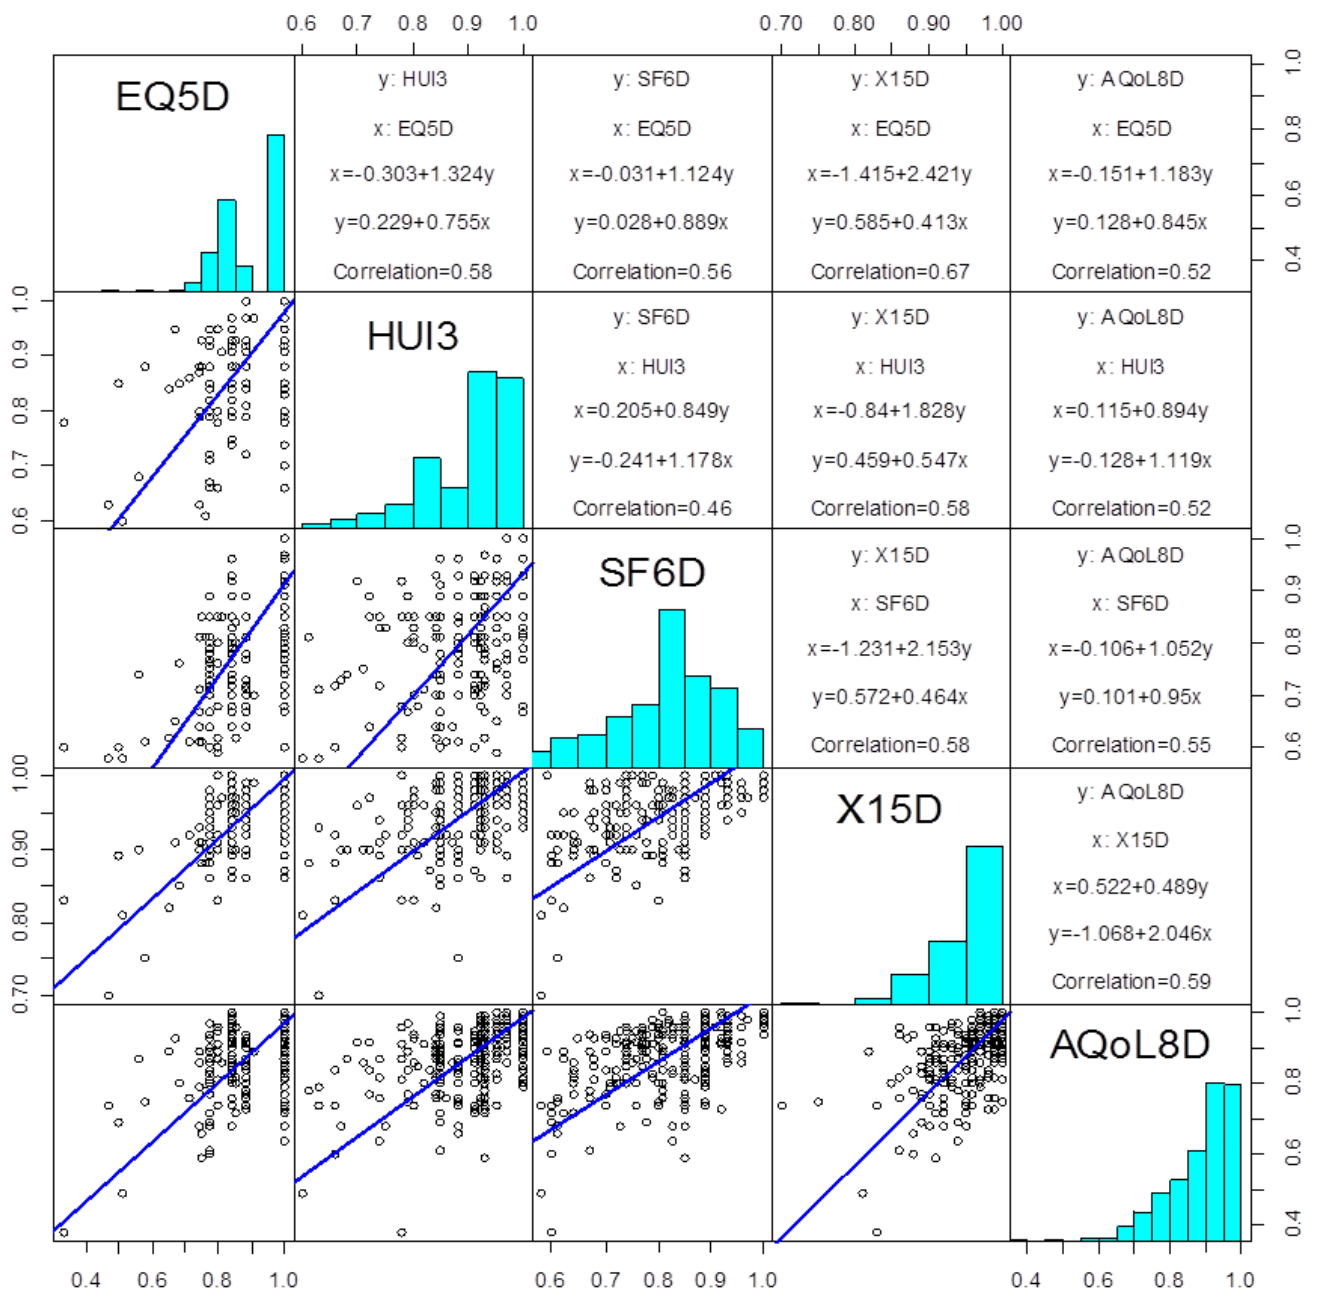 0.6 0.7 0.8 0.9 1.0 0.70 0.80 0.90 1.00
EQ5D
y: HUI3
x: EQ5D
x=-0.303+1.324y
y=0.229+0.755x
Correlation=0.58
y: SF6D
x: EQ5D
x=-0.031+1.124y
y=0.028+0.889x
Correlation=0.56
y: X15D
x: EQ5D
x=-1.415+2.421y
y=0.585+0.413x
Correlation=0.67
y: AQoL8D
x: EQ5D
x=-0.151+1.183y
y=0.128+0.845x
Correlation=0.52
1.0
0.8
0.6
0.4
1.0
0.9
0.8
0.7
0.6
HUI3
y: SF6D
x: HUI3
x=0.205+0.849y
y=-0.241+1.178x
Correlation=0.46
y: X15D
x: HUI3
x=-0.84+1.828y
y=0.459+0.547x
Correlation=0.58
y: AQoL8D
x: HUI3
x=0.115+0.894y
y=-0.128+1.119x
Correlation=0.52
SF6D
y: X15D
x: SF6D
x=-1.231+2.153y
y=0.572+0.464x
Correlation=0.58
y: AQoL8D
x: SF6D
x=-0.106+1.052y
y=0.101+0.95x
Correlation=0.55
1.0
0.9
0.8
0.7
0.6
1.00
0.90
0.80
0.70
X15D
y: AQoL8D
x: X15D
x=0.522+0.489y
y=-1.068+2.046x
Correlation=0.59
AQoL8D
1.0
0.8
0.6
0.4
0.4 0.6 0.8 1.0 0.6 0.7 0.8 0.9 1.0 0.4 0.6 0.8 1.0